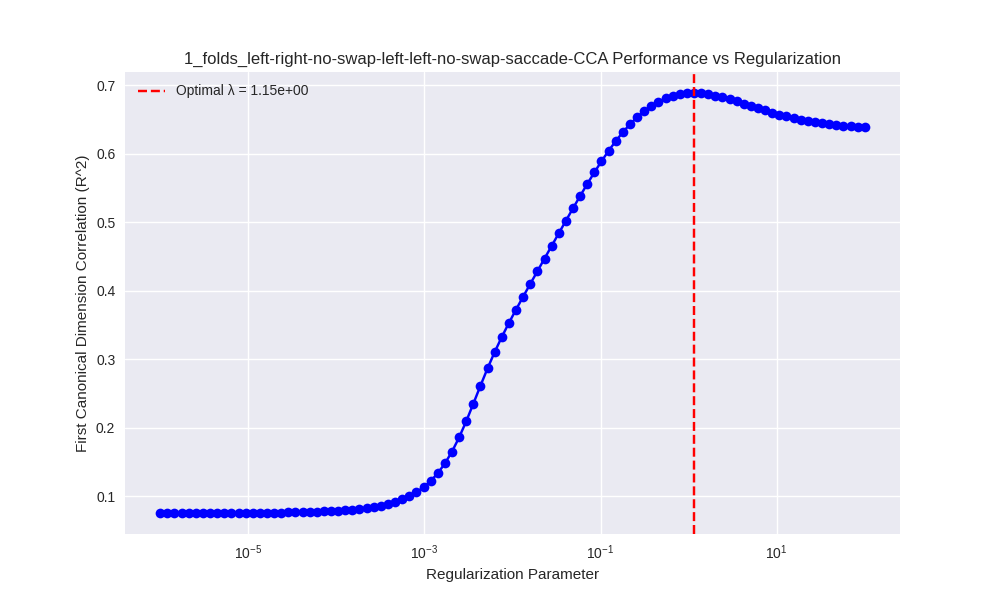 1_folds_left-right-no-swap-left-left-no-swap-saccade-CCA Performance vs Regularization
Optimal λ = 1.15e+00
First Canonical Dimension Correlation (R^2)
0.7
0.6
0.5
0.4
0.3
0.2
0.1
10⁻⁵
10⁻³
10⁻¹
10¹
Regularization Parameter